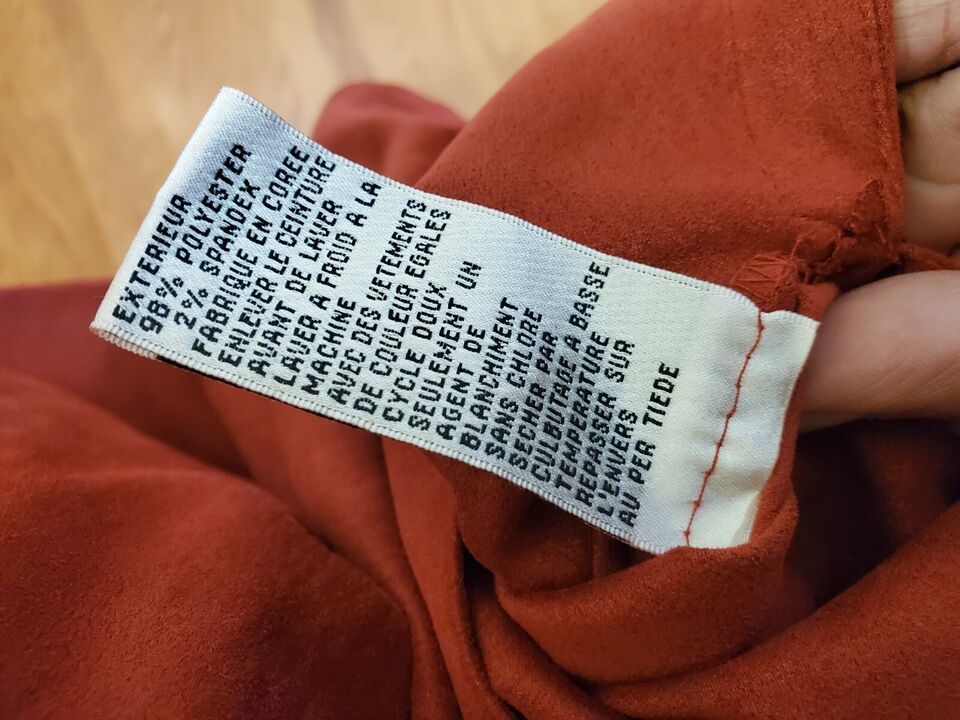 EXTERIEUR
98% POLYESTER
2% SPANDEX
FABRIQUE EN COREE
ENLEVER LE CEINTURE
AVANT DE LAVER
LAVER A FROID A LA
MACHINE
AVEC DES VETEMENTS
DE COULEUR EGALES
CYCLE DOUX
SEULEMENT UN
AGENT DE
BLANCHIMENT
SANS CHLORE
SECHER PAR
CULBUTAGE A BASSE
TEMPERATURE
REPASSER SUR
L'ENVERS
AU PER TIEDE